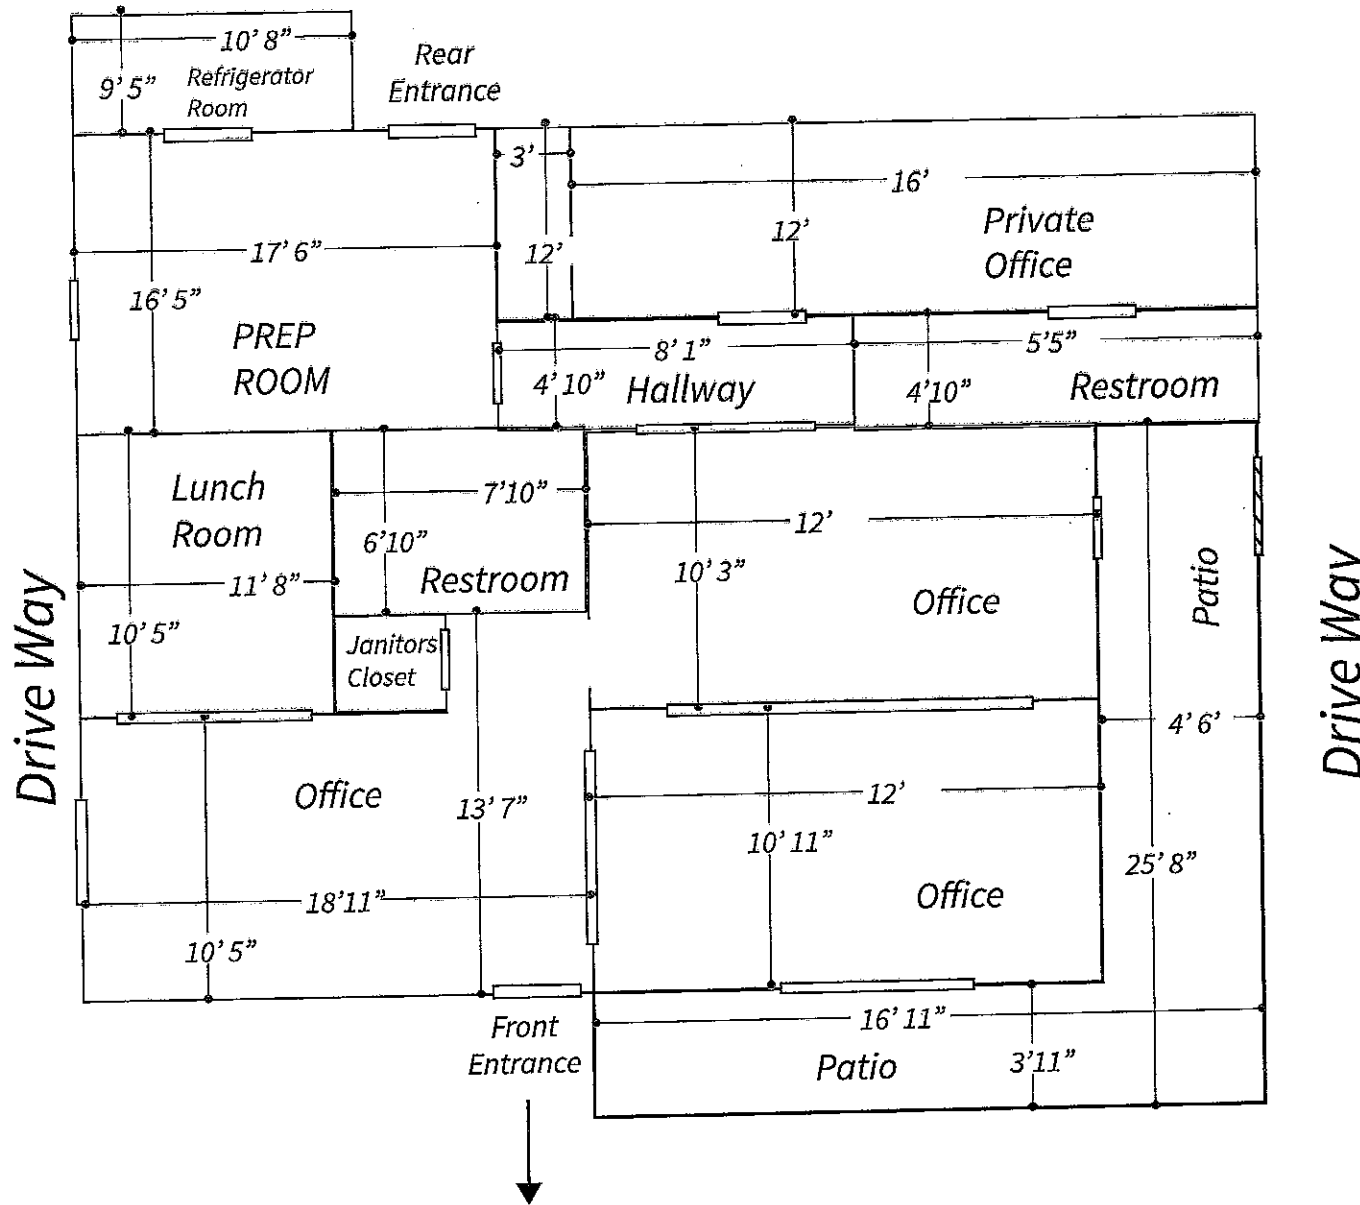 10' 8"
9' 5"
Refrigerator
Room
Rear
Entrance
3'
16'
12'
12'
Private
Office
17' 6"
16' 5"
PREP
ROOM
8' 1"
5'5"
4' 10"
Hallway
4'10"
Restroom
Lunch
Room
7'10"
12'
6'10"
10' 3"
11' 8"
Restroom
Office
Patio
10' 5"
Janitors
Closet
Drive Way
Drive Way
4' 6'
Office
13' 7"
12'
10' 11"
25' 8"
18'11"
Office
10' 5"
16' 11"
Front
Entrance
Patio
3'11"